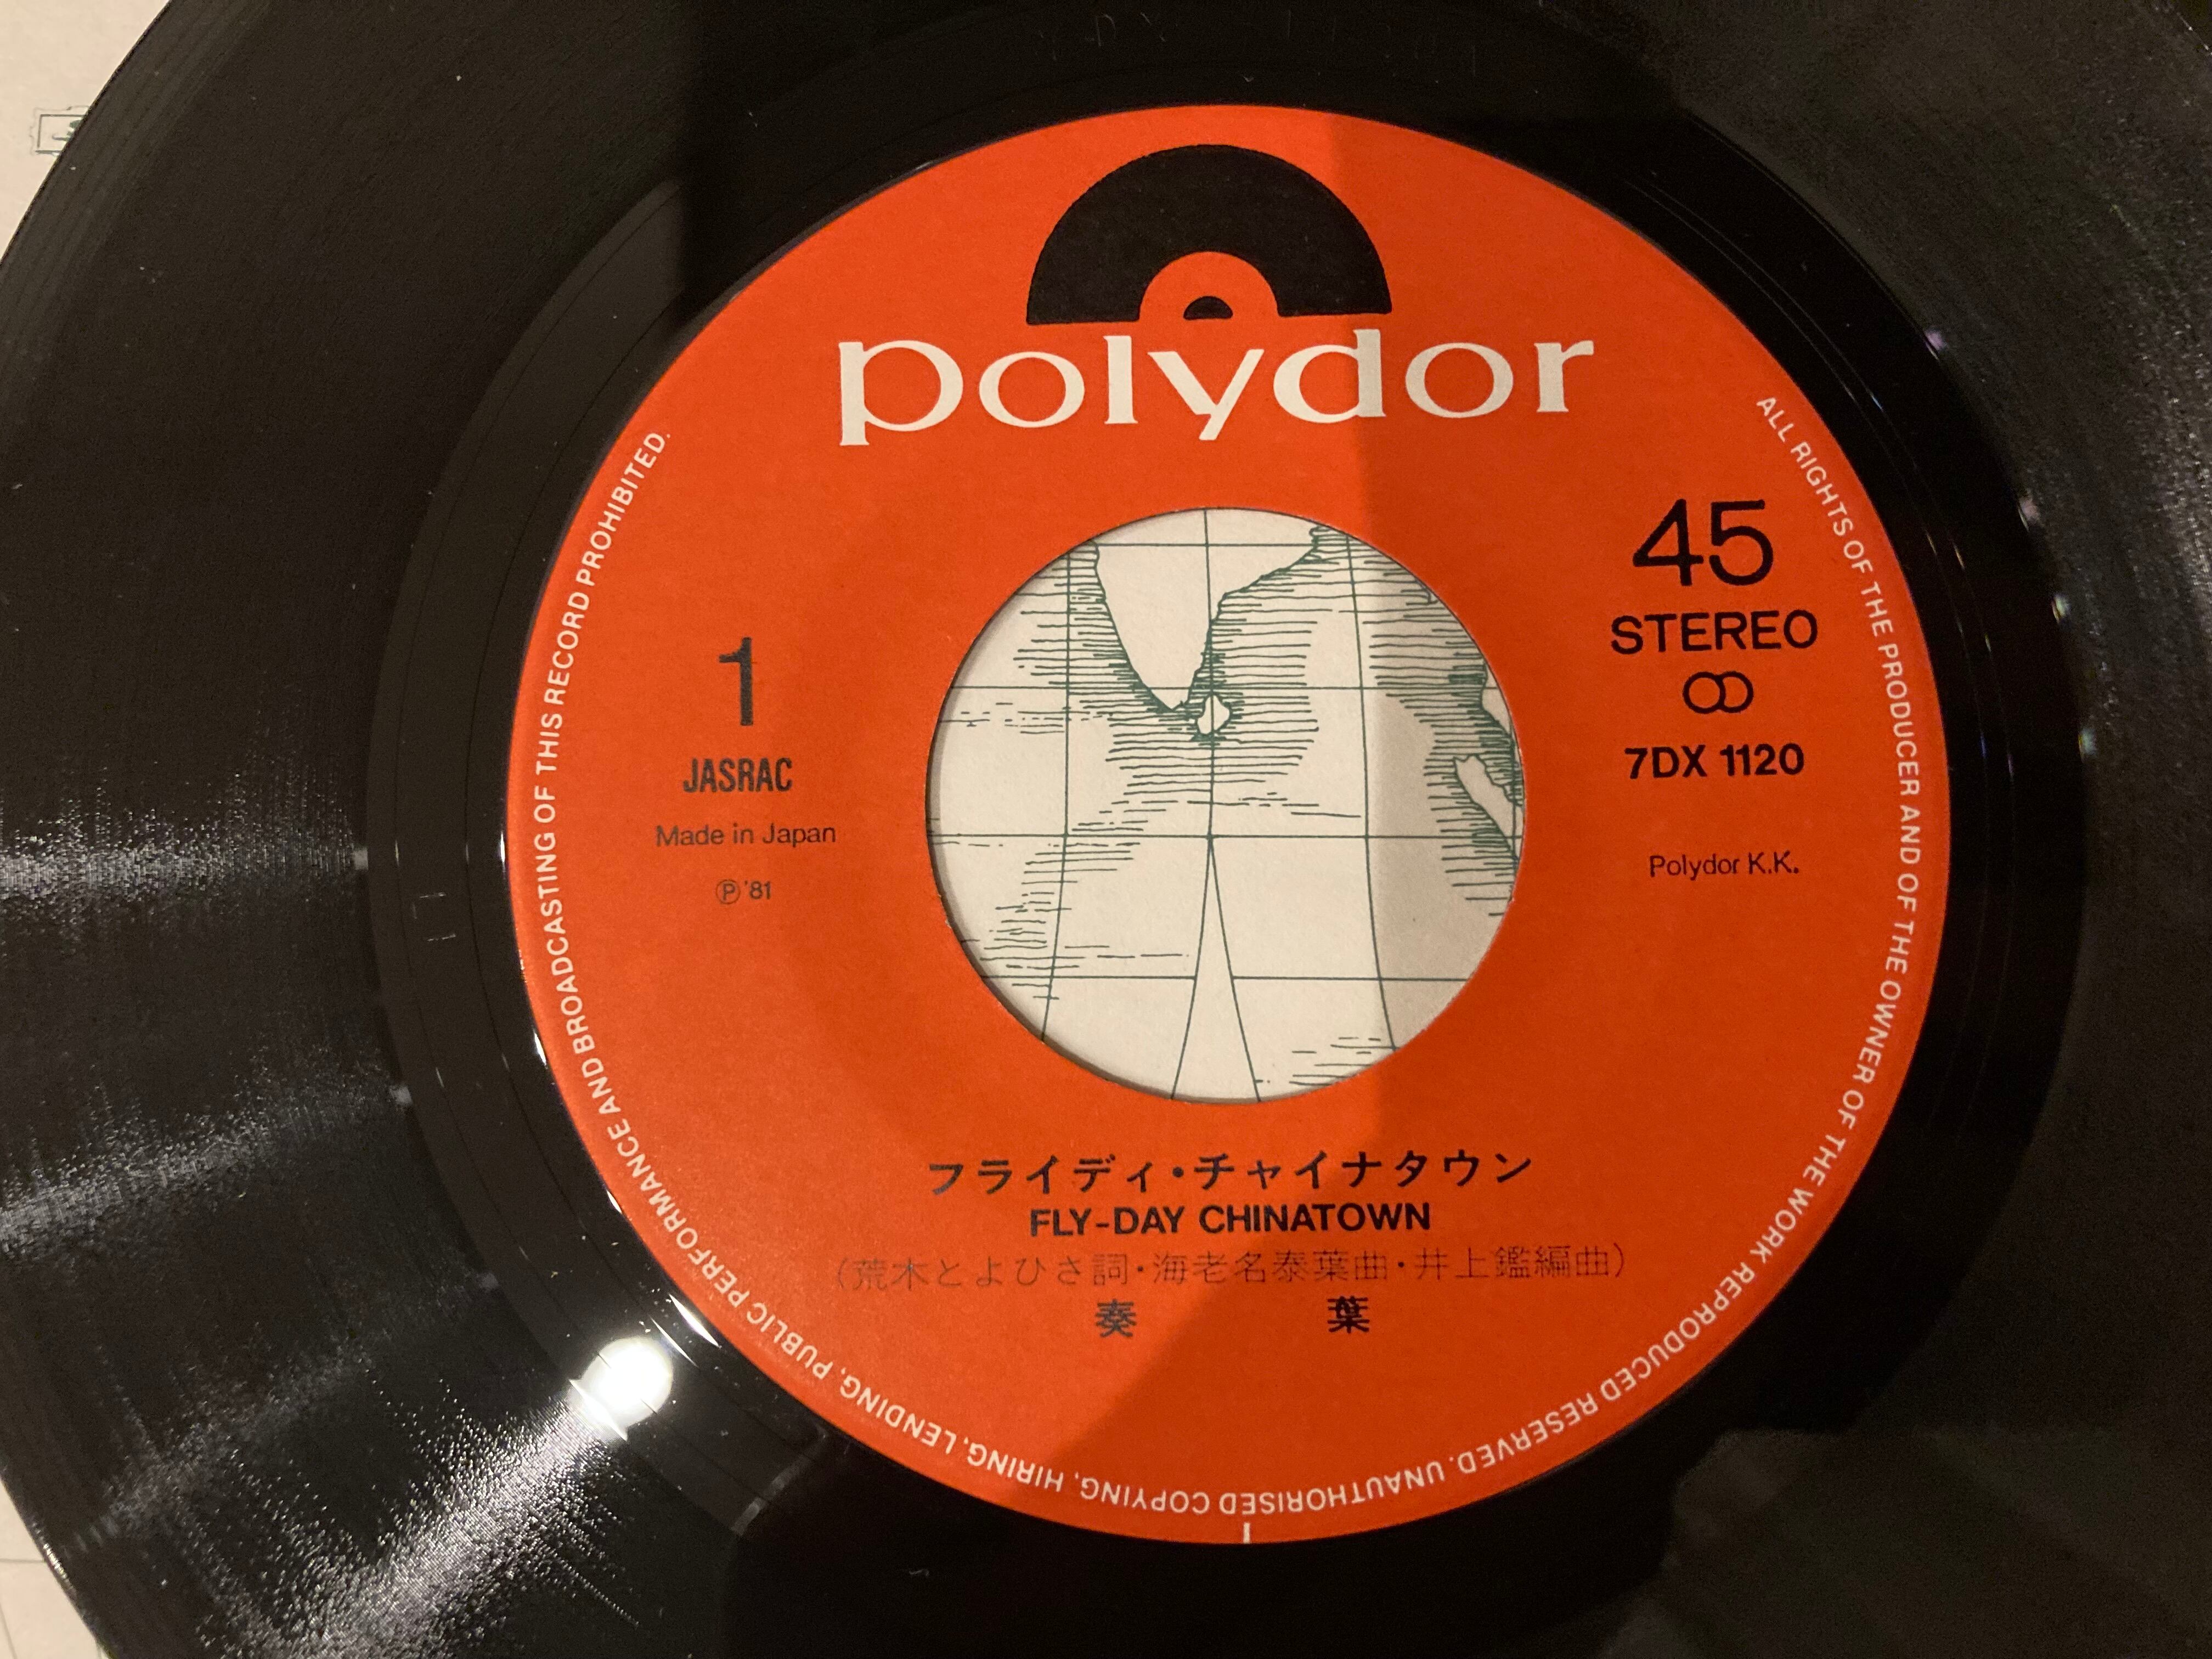 polydor
45
STEREO
7DX 1120
Polydor K.K.
1
JASRAC
Made in Japan
Ⓟ'81
フライディ・チャイナタウン
FLY-DAY CHINATOWN
(荒木とよひさ詞・海老名泰葉曲・井上鑑編曲)
奏 葉
ALL RIGHTS OF THE PRODUCER AND OF THE OWNER OF THE WORK REPRODUCED RESERVED. UNAUTHORISED COPYING, HIRING, LENDING, PUBLIC PERFORMANCE AND BROADCASTING OF THIS RECORD PROHIBITED.